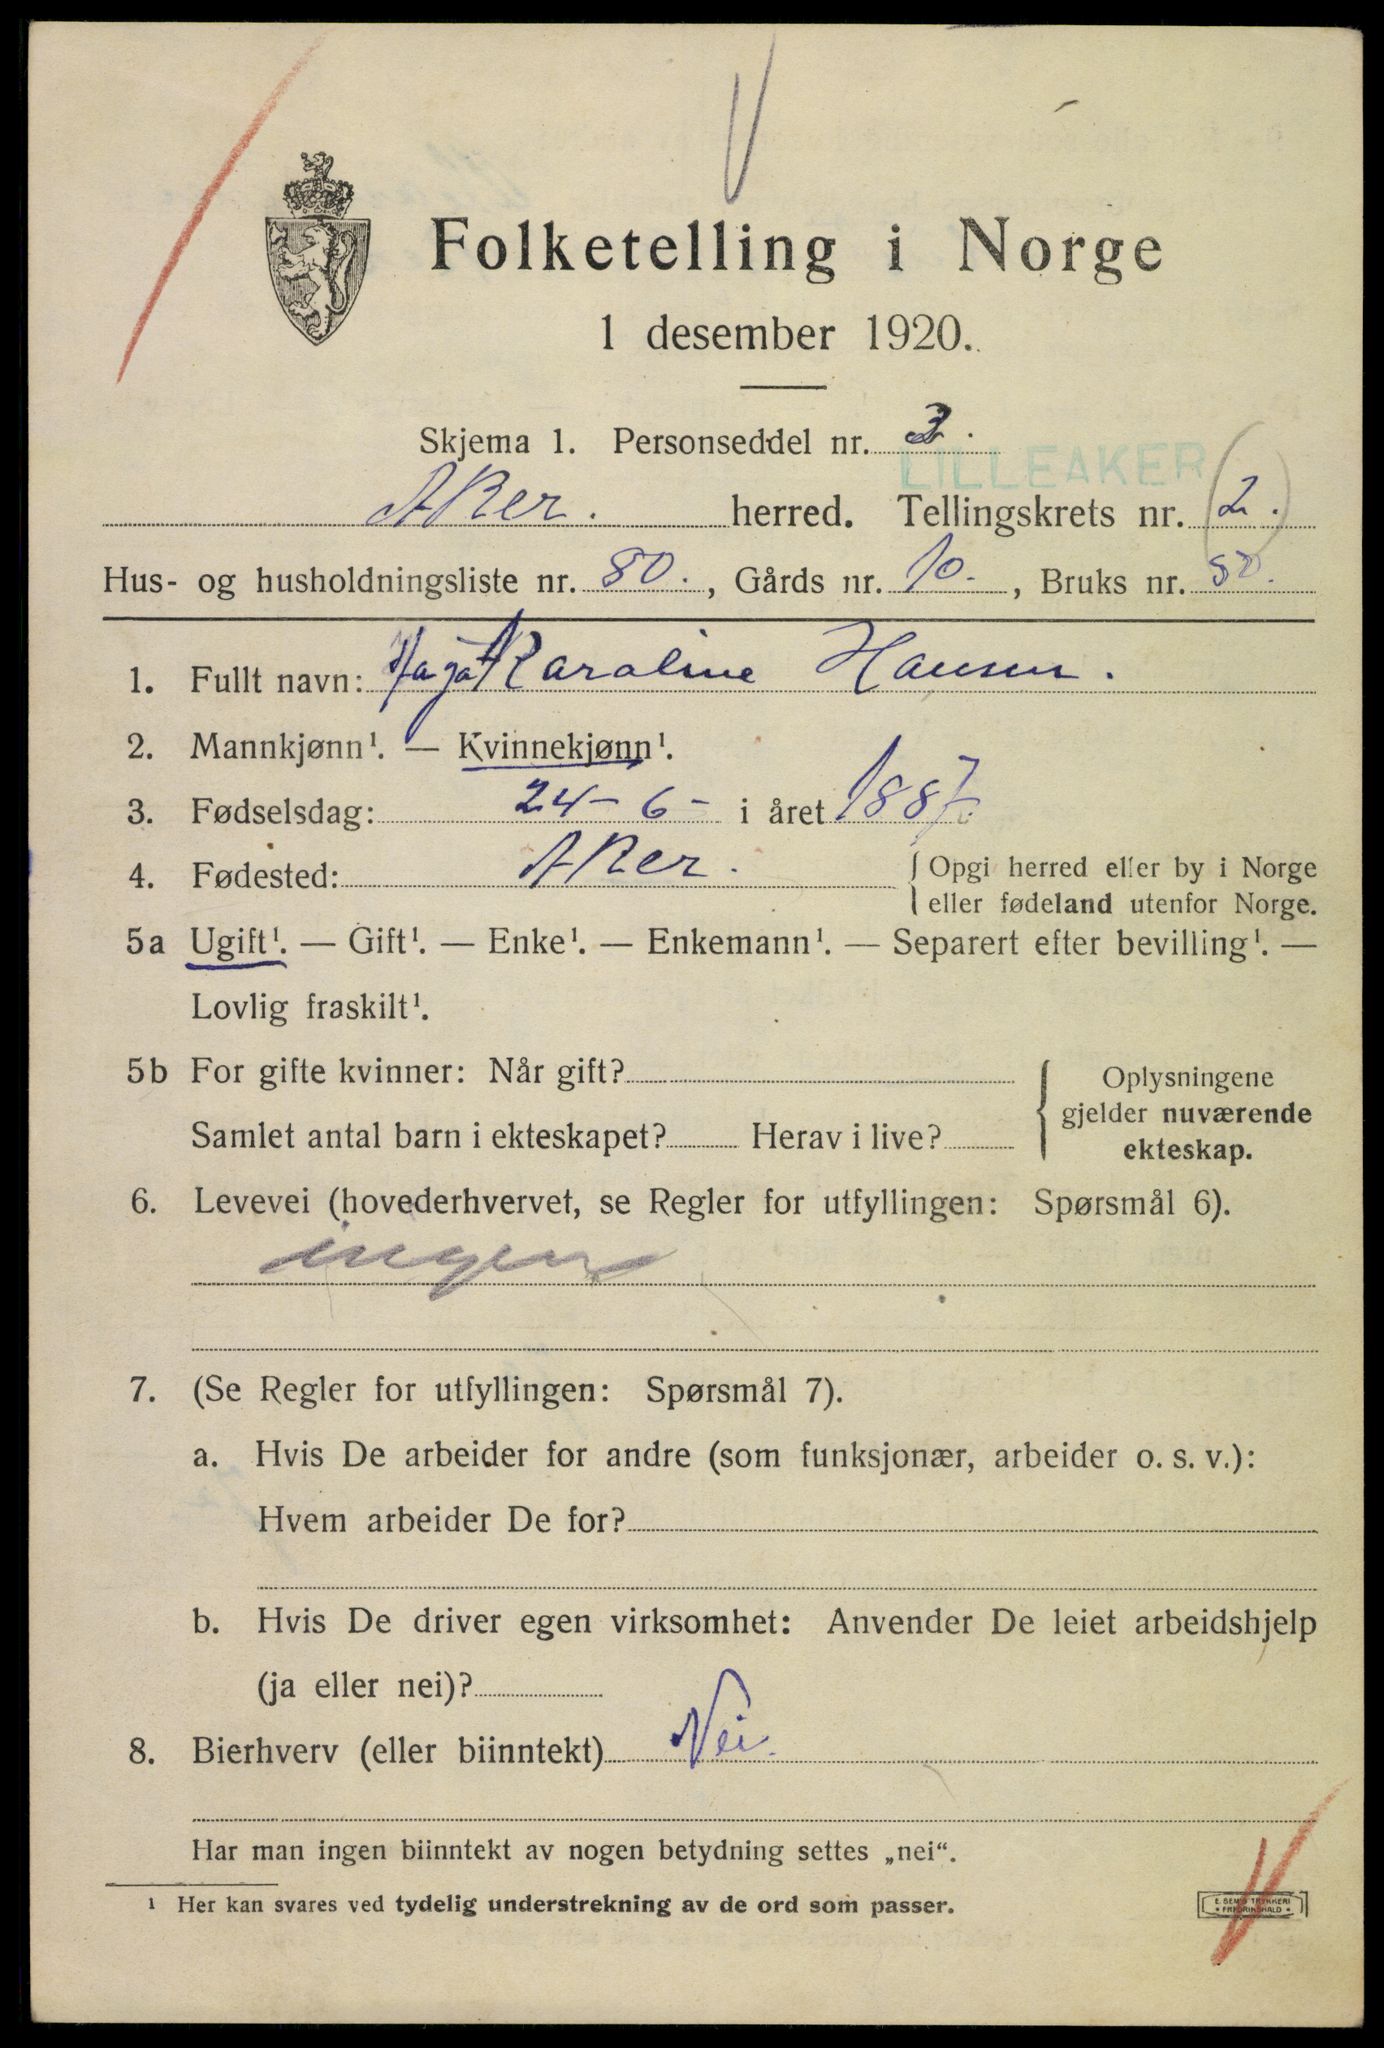 Folketelling i Norge
1 desember 1920.
Skjema 1. Personseddel nr. 3.
LILLEAKER
Aker. herred. Tellingskrets nr. (2.)
Hus- og husholdningsliste nr. 80., Gårds nr. 10., Bruks nr. 50.
1. Fullt navn: Karoline Hansen.
2. Mannkjønn¹. — Kvinnekjønn¹.
3. Fødselsdag: 24 - 6 - i året 1887.
4. Fødested: Aker. { Opgi herred eller by i Norge
eller fødeland utenfor Norge.
5a Ugift¹. — Gift¹. — Enke¹. — Enkemann¹. — Separert efter bevilling¹. —
Lovlig fraskilt¹.
5b For gifte kvinner: Når gift?
Samlet antal barn i ekteskapet? Herav i live?
{ Oplysningene
gjelder nuværende
ekteskap.
6. Levevei (hovederhvervet, se Regler for utfyllingen: Spørsmål 6).
ingen
7. (Se Regler for utfyllingen: Spørsmål 7).
a. Hvis De arbeider for andre (som funksjonær, arbeider o. s. v.):
Hvem arbeider De for?
b. Hvis De driver egen virksomhet: Anvender De leiet arbeidshjelp
(ja eller nei)?
8. Bierhverv (eller biinntekt) Nei.
Har man ingen biinntekt av nogen betydning settes „nei“.
¹ Her kan svares ved tydelig understrekning av de ord som passer.
E. SEM'S TRYKKERI
* FREDRIKSHALD *